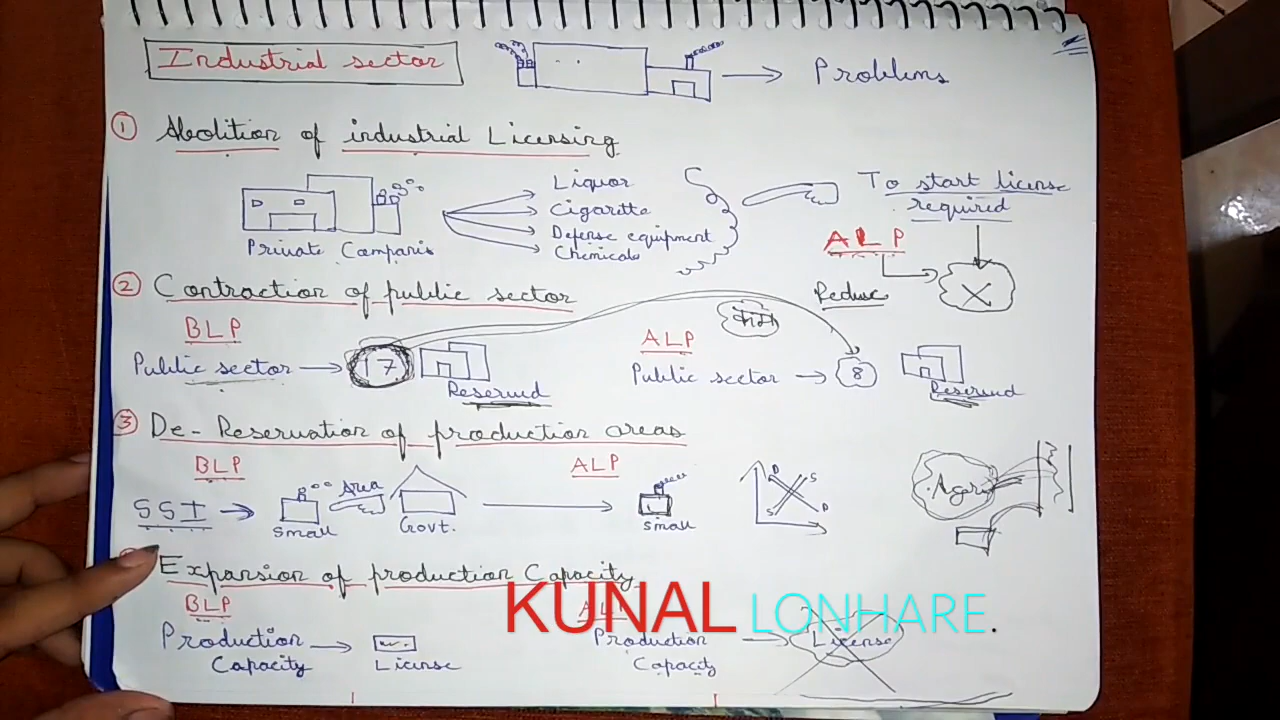 Industrial sector
Problems
① Abolition of industrial Licensing
Liquor
Cigarette
Defense equipment
Chemicals
Private Companis
To start license
required
ALP
Reduse
② Contraction of public sector
BLP
Public sector
17
Reserved
कम
ALP
Public sector
8
Reserved
③ De-Reservation of production areas
BLP
SSI
Small
Area
Govt.
ALP
small
D S
S D
Agri
Expansion of production Capacity
BLP
Production
Capacity
License
Production
Capacity
License
KUNAL LONHARE.